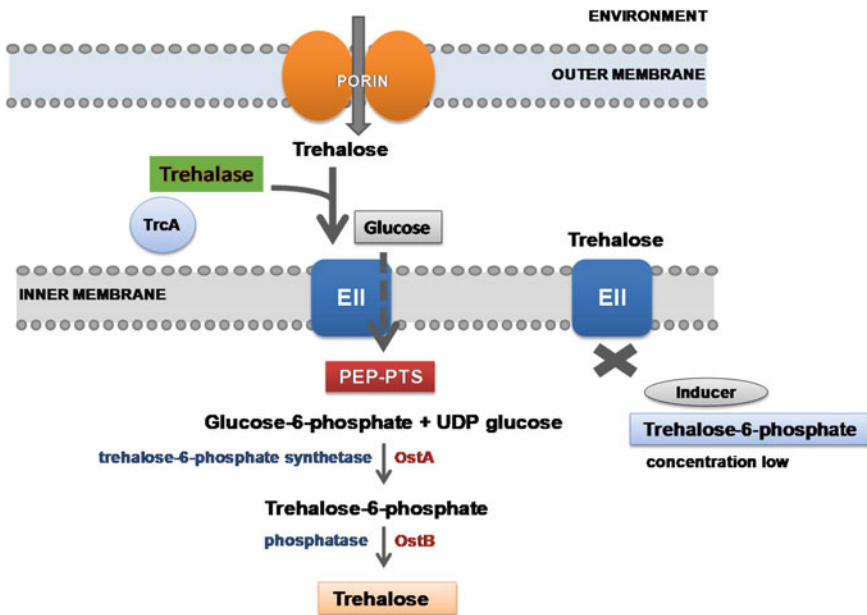 ENVIRONMENT
OUTER MEMBRANE
PORIN
Trehalose
Trehalase
TrcA
Glucose
Trehalose
INNER MEMBRANE
EII
EII
PEP-PTS
Inducer
Glucose-6-phosphate + UDP glucose
Trehalose-6-phosphate
trehalose-6-phosphate synthetase
OstA
concentration low
Trehalose-6-phosphate
phosphatase
OstB
Trehalose